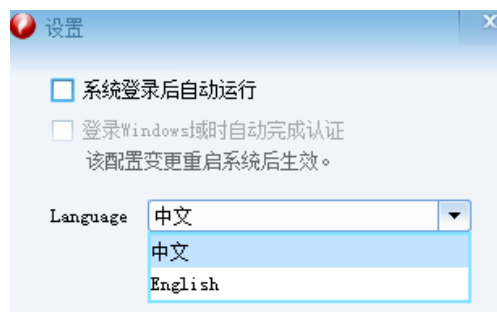 设置
系统登录后自动运行
登录Windows域时自动完成认证
该配置变更重启系统后生效。
Language 中文
中文
English